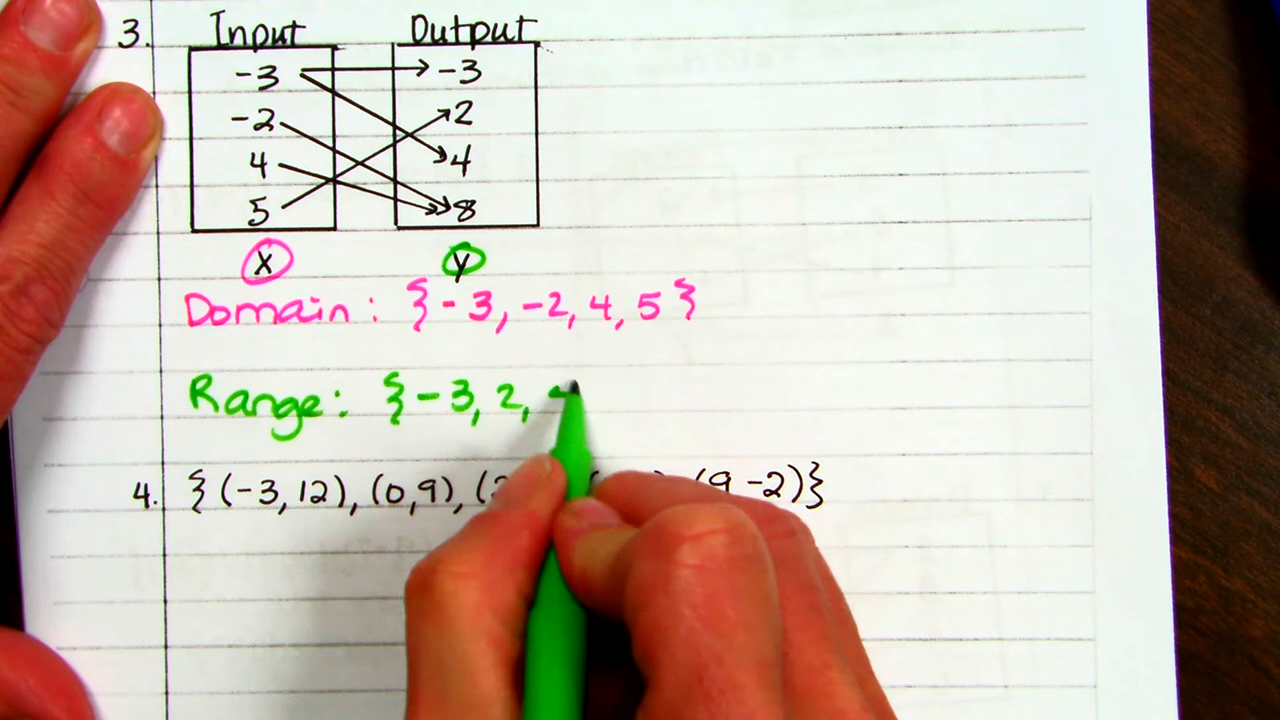 3. Input Output
-3 -3
-2 2
4 4
5 8
x y
Domain: {-3, -2, 4, 5}
Range: {-3, 2,
4. {(-3, 12), (0, 9), ( (9 -2)}